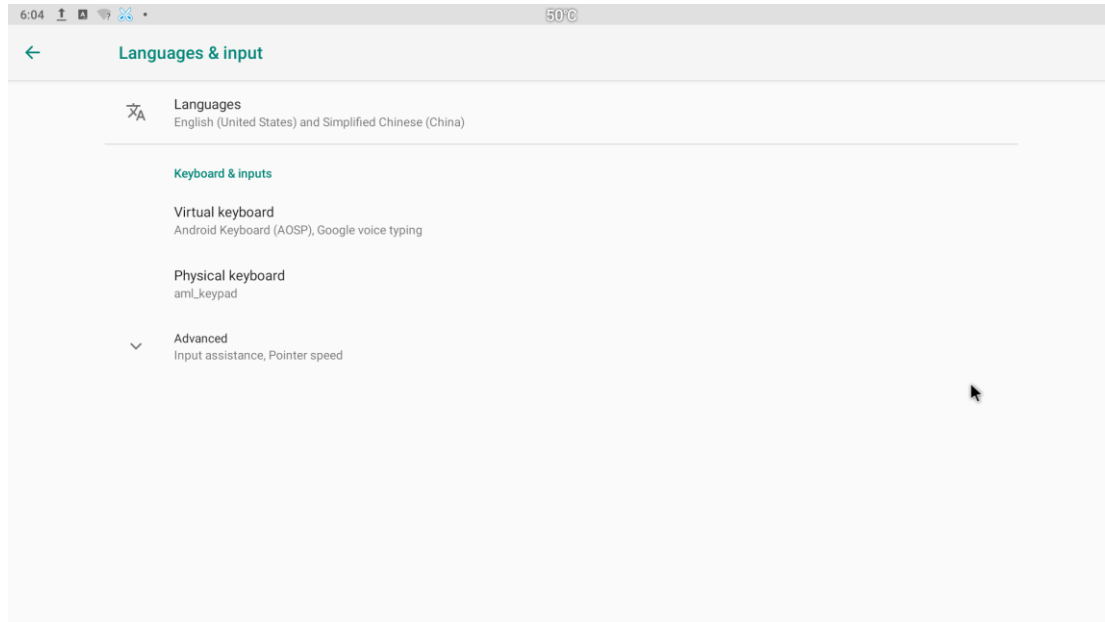 6:04
50°C
Languages & input
Languages
English (United States) and Simplified Chinese (China)
Keyboard & inputs
Virtual keyboard
Android Keyboard (AOSP), Google voice typing
Physical keyboard
aml_keypad
Advanced
Input assistance, Pointer speed